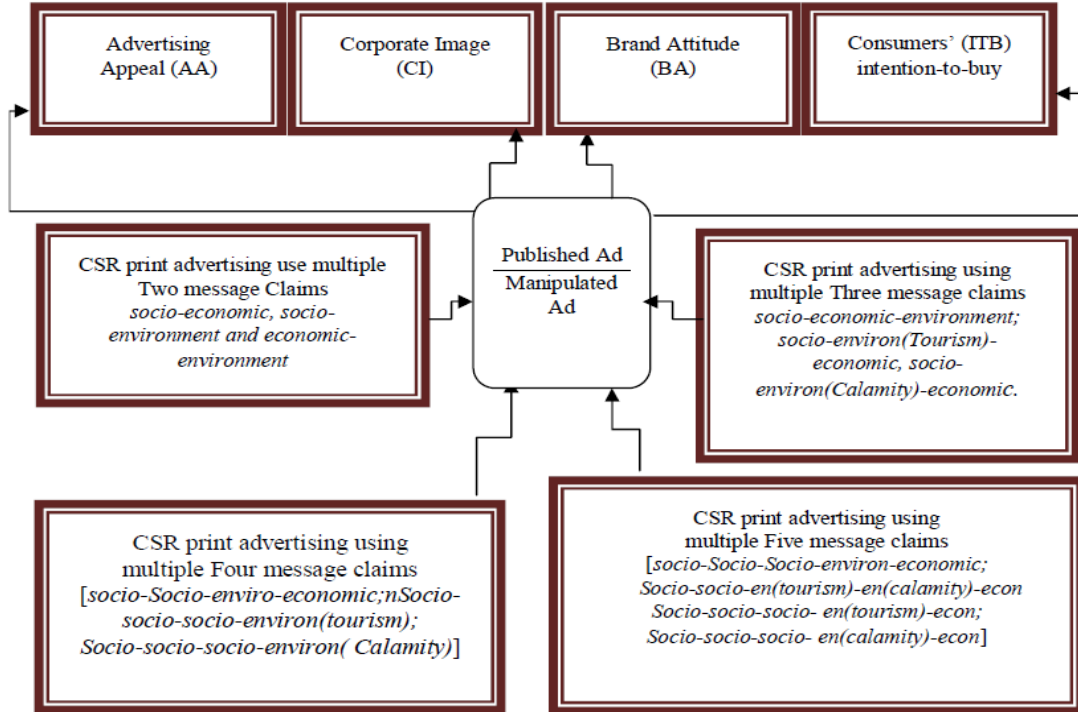 Advertising
Appeal (AA)
Corporate Image
(CI)
Brand Attitude
(BA)
Consumers’ (ITB)
intention-to-buy
CSR print advertising use multiple
Two message Claims
socio-economic, socio-
environment and economic-
environment
Published Ad
Manipulated
Ad
CSR print advertising using
multiple Three message claims
socio-economic-environment;
socio-environ(Tourism)-
economic, socio-
environ(Calamity)-economic.
CSR print advertising using
multiple Four message claims
[socio-Socio-enviro-economic;nSocio-
socio-socio-environ(tourism);
Socio-socio-socio-environ( Calamity)]
CSR print advertising using
multiple Five message claims
[socio-Socio-Socio-environ-economic;
Socio-socio-en(tourism)-en(calamity)-econ
Socio-socio-socio- en(tourism)-econ;
Socio-socio-socio- en(calamity)-econ]